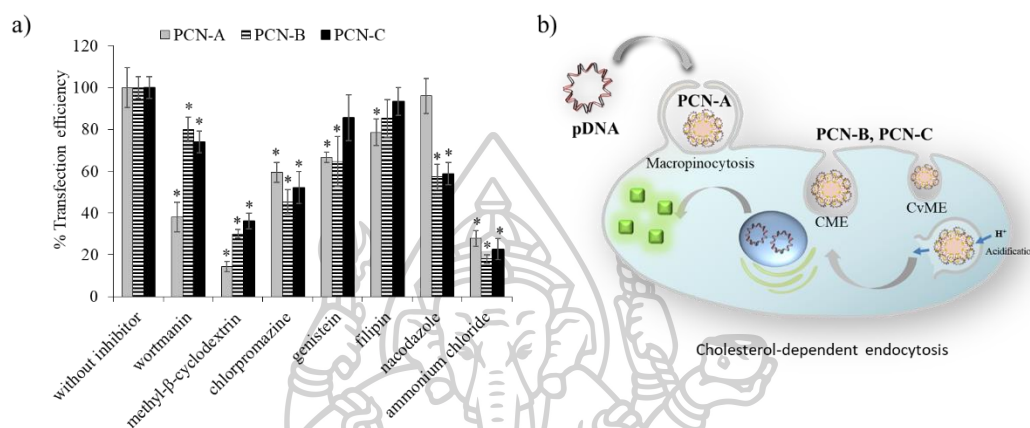 a)
PCN-A PCN-B PCN-C
% Transfection efficiency
120
100
80
60
40
20
0
* * * * * * * * * * * * * * * * * *
without inhibitor
wortmanin
methyl-β-cyclodextrin
chlorpromazine
genistein
filipin
nacodazole
ammonium chloride
b)
pDNA
PCN-A
Macropinocytosis
PCN-B, PCN-C
CME
CvME
H⁺
Acidification
Cholesterol-dependent endocytosis